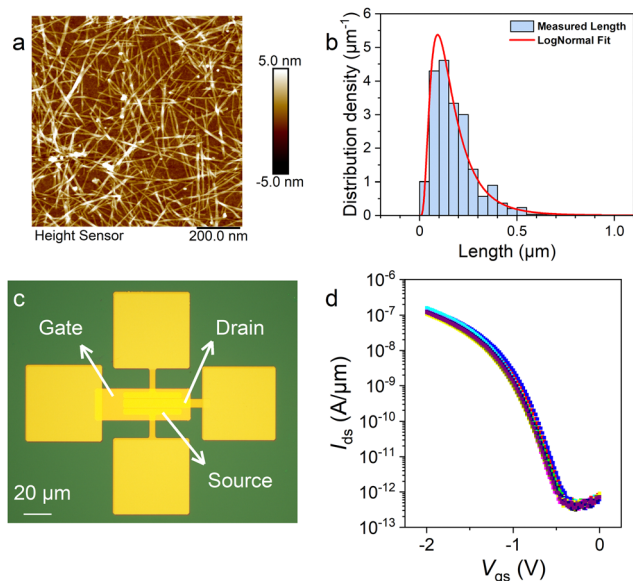 a
5.0 nm
-5.0 nm
Height Sensor
200.0 nm
b
Distribution density (μm⁻¹)
6
5
4
3
2
1
0
Measured Length
LogNormal Fit
0.0
0.5
1.0
Length (μm)
c
Gate
Drain
Source
20 μm
d
I_ds (A/μm)
10⁻⁶
10⁻⁷
10⁻⁸
10⁻⁹
10⁻¹⁰
10⁻¹¹
10⁻¹²
10⁻¹³
-2
-1
0
V_gs (V)